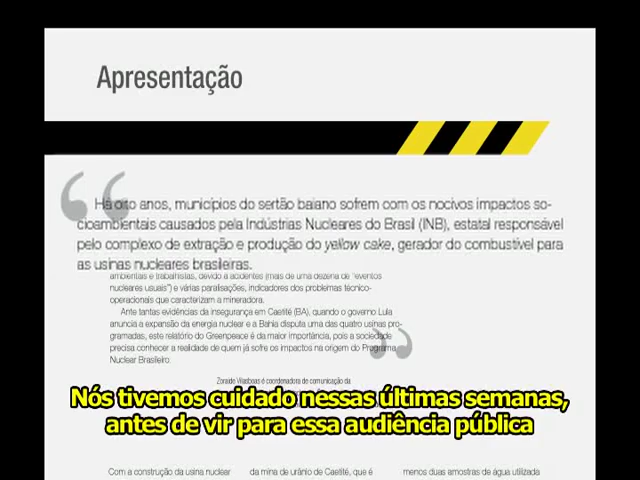 Apresentação
Há oito anos, municípios do sertão baiano sofrem com os nocivos impactos so-
cioambientais causados pela Indústrias Nucleares do Brasil (INB), estatal responsável
pelo complexo de extração e produção do yellow cake, gerador do combustível para
as usinas nucleares brasileiras.
ambientais e trabalhistas, devido a acidentes (mais de uma dezena de "eventos
nucleares usuais") e várias paralisações, indicadores dos problemas técnico-
operacionais que caracterizam a mineradora.
Ante tantas evidências da insegurança em Caetité (BA), quando o governo Lula
anuncia a expansão da energia nuclear e a Bahia disputa uma das quatro usinas pro-
gramadas, este relatório do Greenpeace é da maior importância, pois a sociedade
precisa conhecer a realidade de quem já sofre os impactos na origem do Programa
Nuclear Brasileiro.
Zoraide Vilasboas é coordenadora de comunicação da
Nós tivemos cuidado nessas últimas semanas,
antes de vir para essa audiência pública
Com a construção da usina nuclear
da mina de urânio de Caetité, que é
menos duas amostras de água utilizada